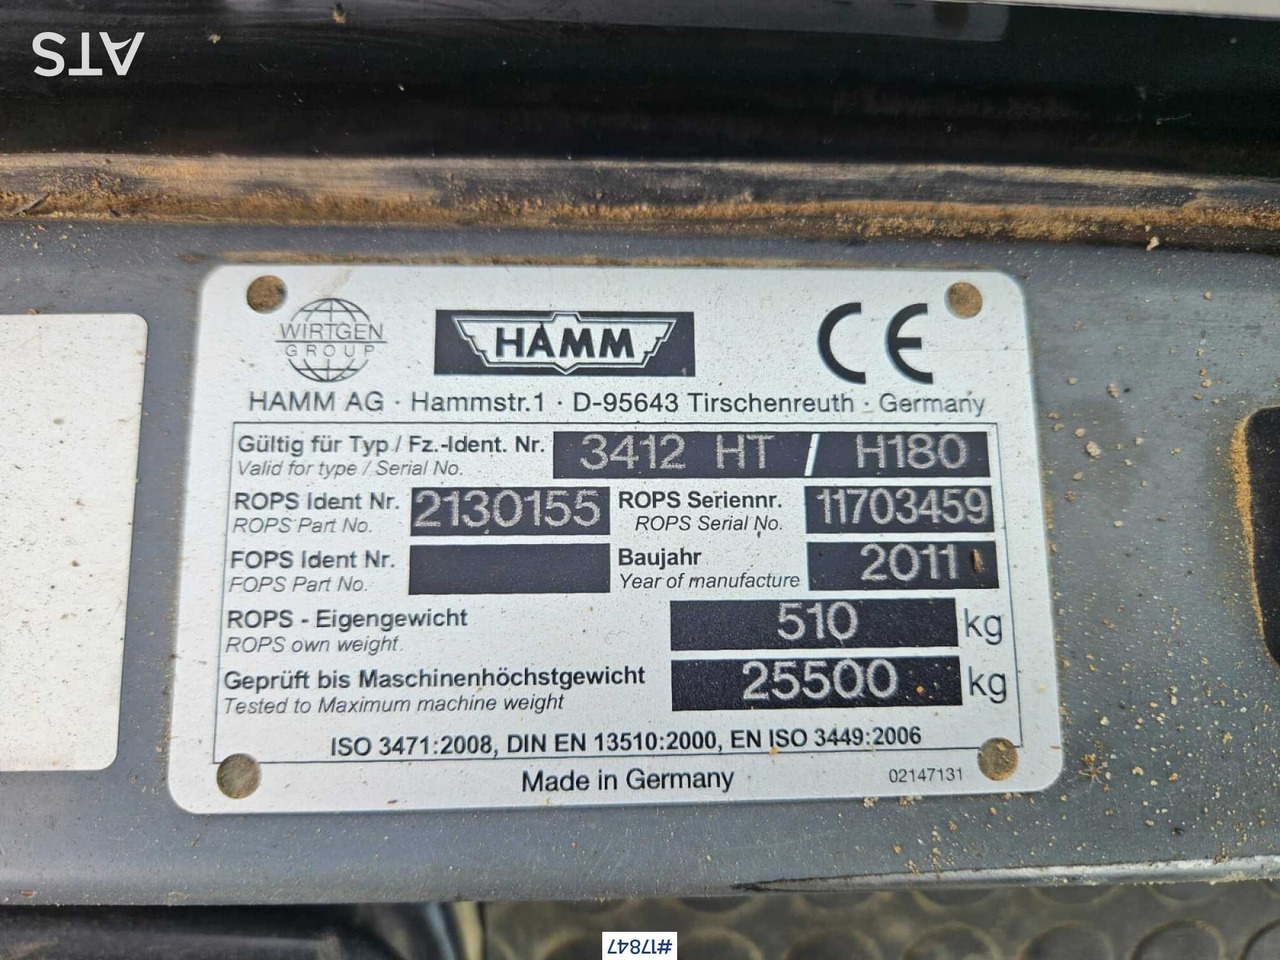 ATS
WIRTGEN
GROUP
HAMM
CE
HAMM AG · Hammstr.1 · D-95643 Tirschenreuth · Germany
Gültig für Typ / Fz.-Ident. Nr. 3412 HT / H180
Valid for type / Serial No.
ROPS Ident Nr. 2130155 ROPS Seriennr. 11703459
ROPS Part No. ROPS Serial No.
FOPS Ident Nr. Baujahr 2011
FOPS Part No. Year of manufacture
ROPS - Eigengewicht 510 kg
ROPS own weight
Geprüft bis Maschinenhöchstgewicht 25500 kg
Tested to Maximum machine weight
ISO 3471:2008, DIN EN 13510:2000, EN ISO 3449:2006
Made in Germany 02147131
#17847